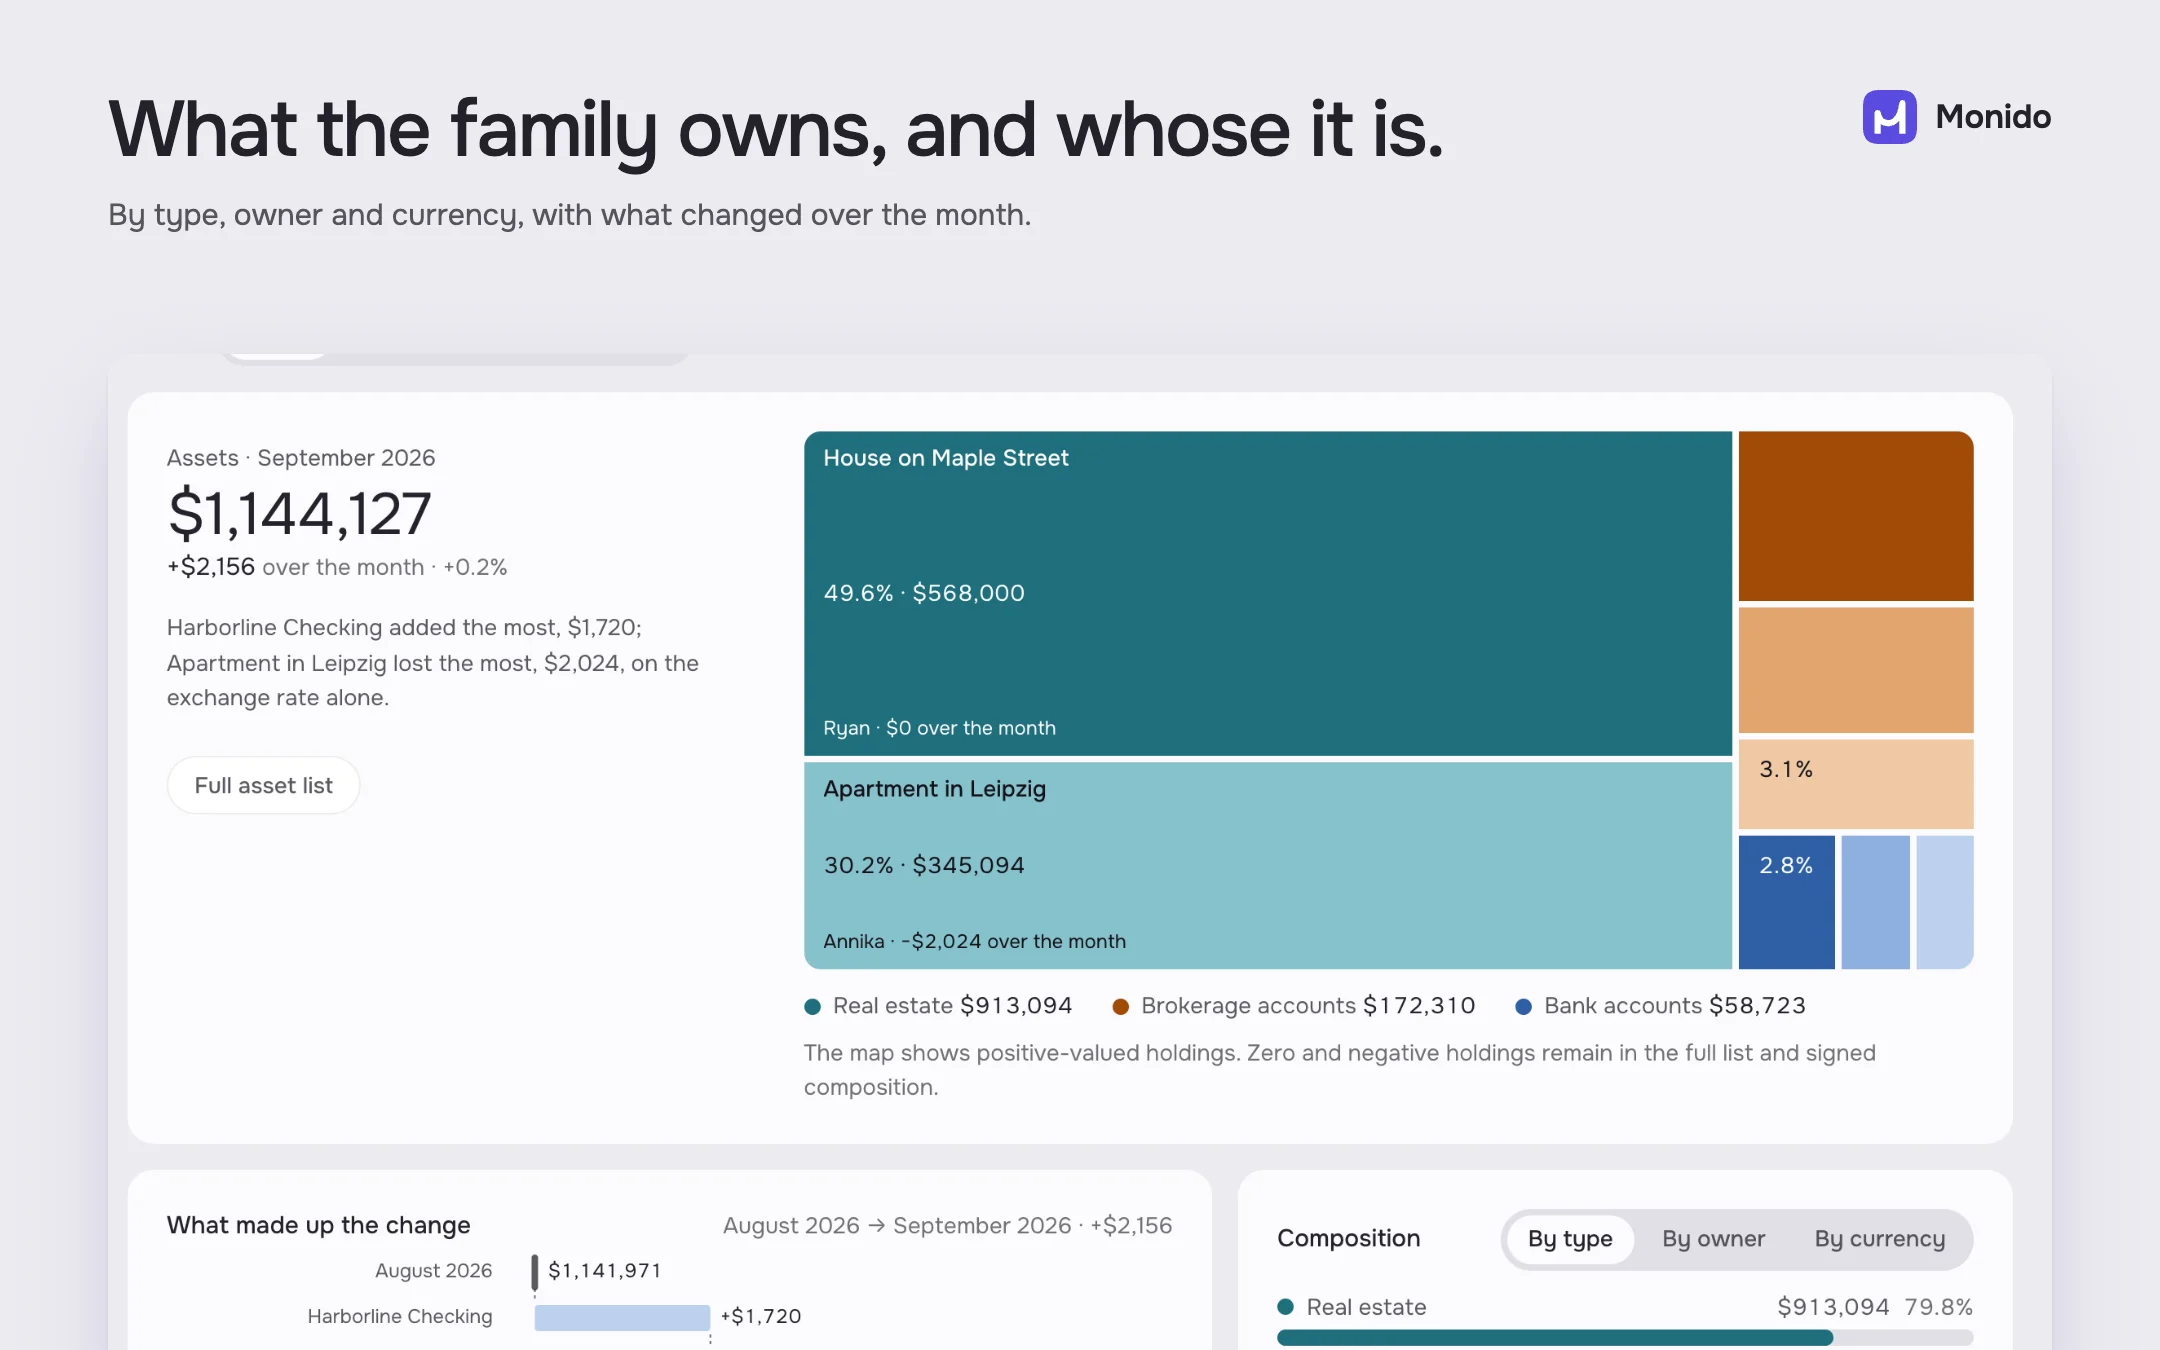 What the family owns, and whose it is.
Monido
By type, owner and currency, with what changed over the month.
Assets · September 2026
$1,144,127
+$2,156 over the month · +0.2%
Harborline Checking added the most, $1,720;
Apartment in Leipzig lost the most, $2,024, on the
exchange rate alone.
Full asset list
House on Maple Street
49.6% · $568,000
Ryan · $0 over the month
Apartment in Leipzig
30.2% · $345,094
Annika · -$2,024 over the month
3.1%
2.8%
Real estate $913,094
Brokerage accounts $172,310
Bank accounts $58,723
The map shows positive-valued holdings. Zero and negative holdings remain in the full list and signed
composition.
What made up the change
August 2026 → September 2026 · +$2,156
August 2026
$1,141,971
Harborline Checking
+$1,720
Composition
By type
By owner
By currency
Real estate
$913,094 79.8%